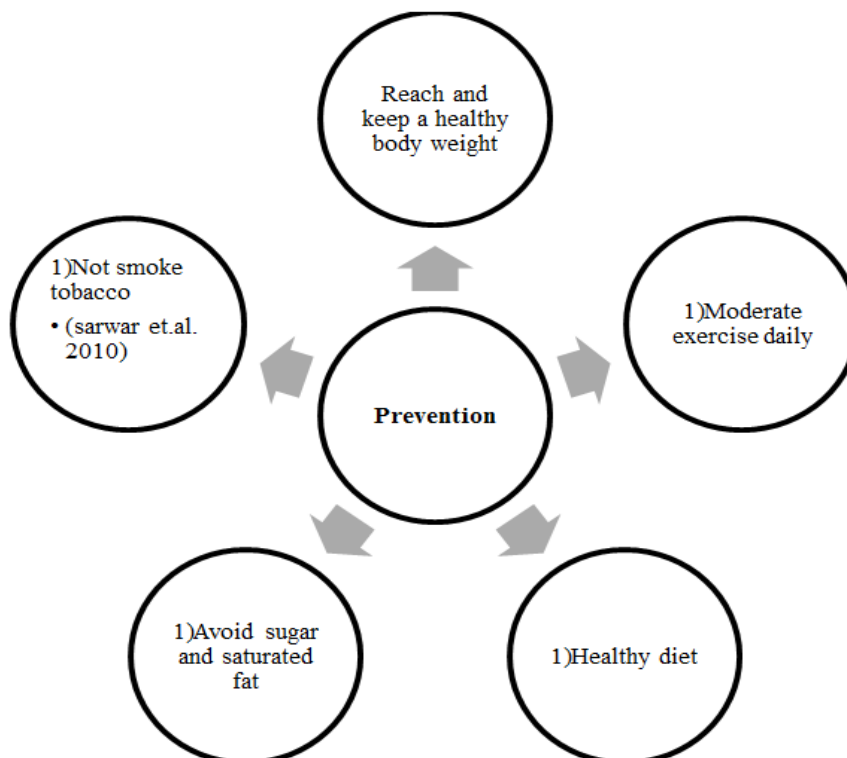 Reach and
keep a healthy
body weight
1)Not smoke
tobacco
• (sarwar et.al.
2010)
1)Moderate
exercise daily
Prevention
1)Avoid sugar
and saturated
fat
1)Healthy diet